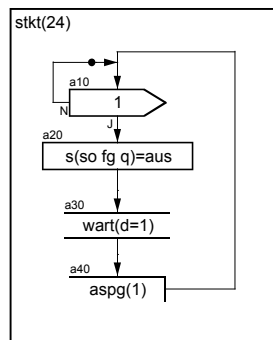 stkt(24)
a10
1
N
J
a20
s(so fg q)=aus
a30
wart(d=1)
a40
aspg(1)